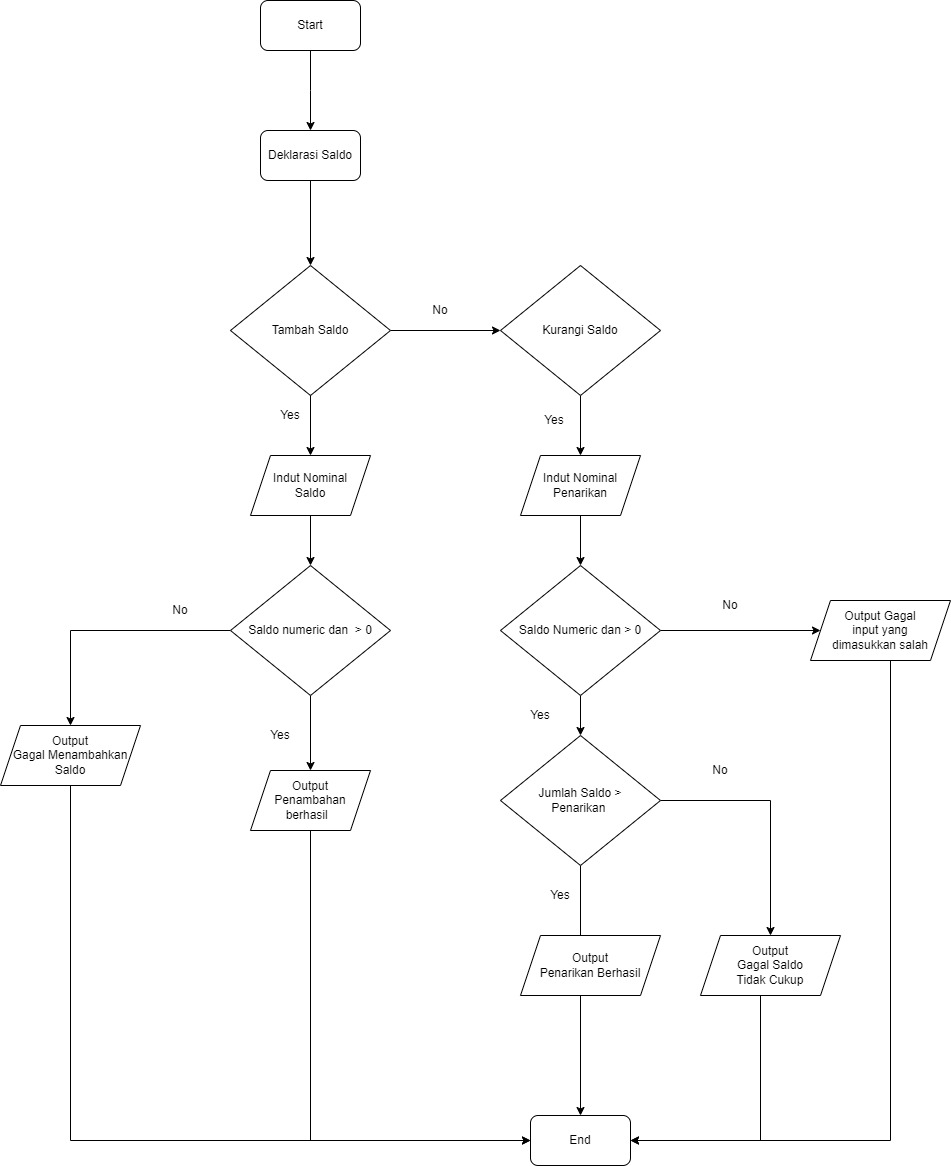 Start
Deklarasi Saldo
Tambah Saldo
No
Kurangi Saldo
Yes
Yes
Indut Nominal
Saldo
Indut Nominal
Penarikan
No
Saldo numeric dan > 0
Saldo Numeric dan > 0
No
Output Gagal
input yang
dimasukkan salah
Yes
Yes
Output
Gagal Menambahkan
Saldo
Output
Penambahan
berhasil
Jumlah Saldo >
Penarikan
No
Yes
Output
Penarikan Berhasil
Output
Gagal Saldo
Tidak Cukup
End